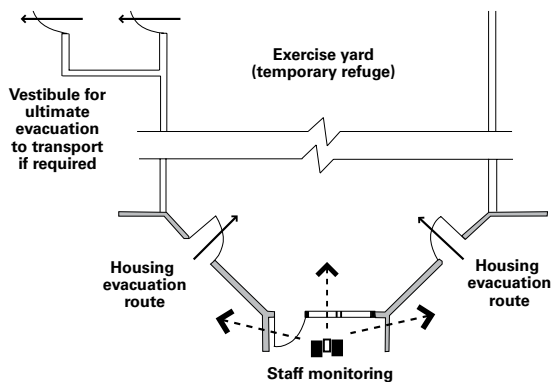 Exercise yard
(temporary refuge)
Vestibule for
ultimate
evacuation
to transport
if required
Housing
evacuation
route
Housing
evacuation
route
Staff monitoring